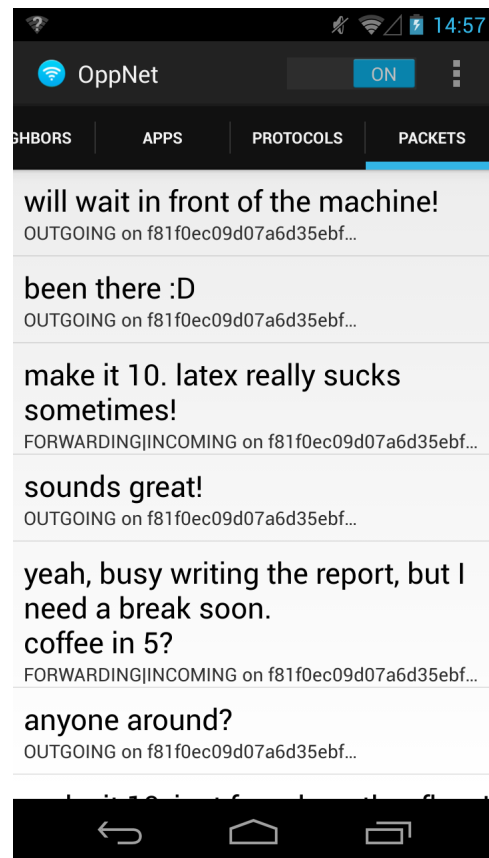 14:57
OppNet
ON
GHBORS
APPS
PROTOCOLS
PACKETS
will wait in front of the machine!
OUTGOING on f81f0ec09d07a6d35ebf...
been there :D
OUTGOING on f81f0ec09d07a6d35ebf...
make it 10. latex really sucks
sometimes!
FORWARDING|INCOMING on f81f0ec09d07a6d35ebf...
sounds great!
OUTGOING on f81f0ec09d07a6d35ebf...
yeah, busy writing the report, but I
need a break soon.
coffee in 5?
FORWARDING|INCOMING on f81f0ec09d07a6d35ebf...
anyone around?
OUTGOING on f81f0ec09d07a6d35ebf...